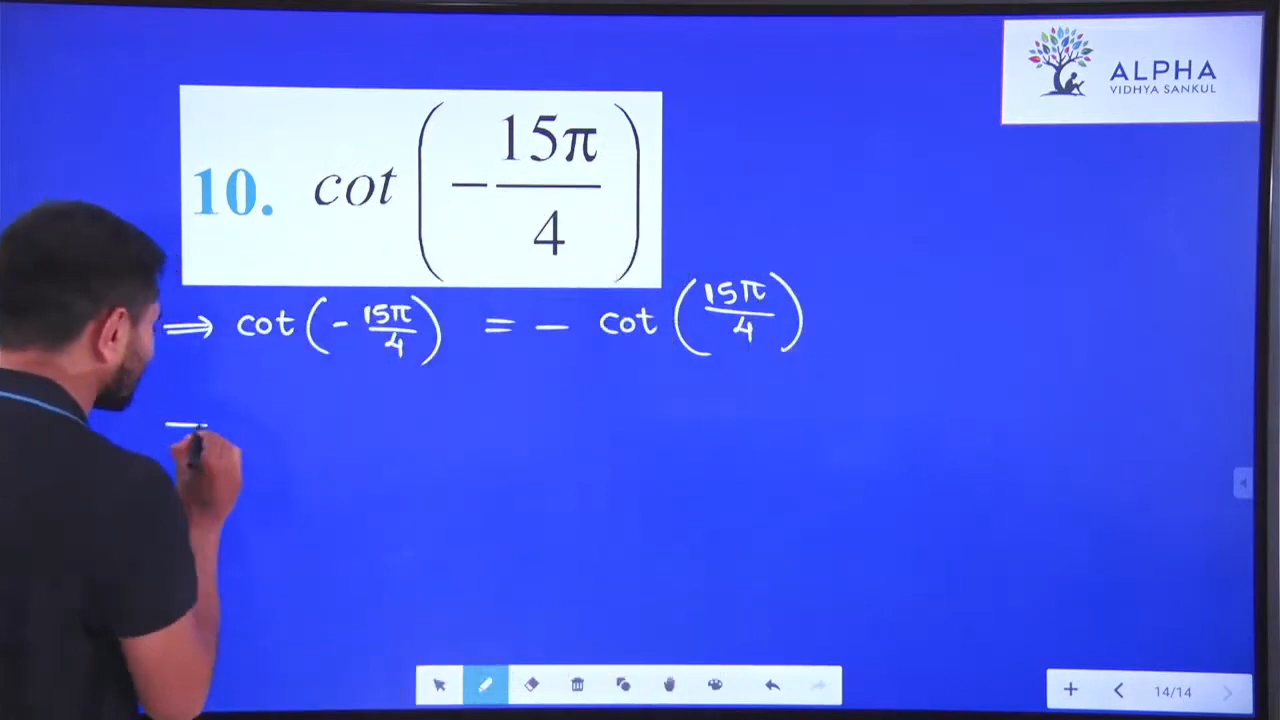 ALPHA
VIDHYA SANKUL
10. cot(-15π/4)
⇒ cot(-15π/4) = - cot(15π/4)
14/14